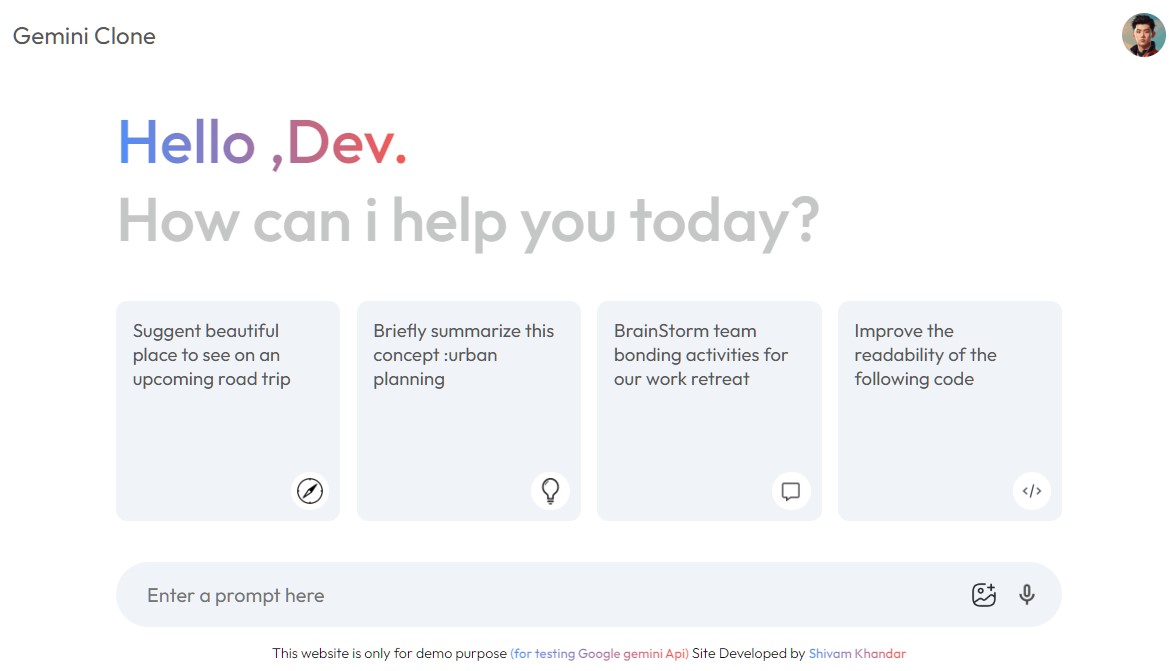 Gemini Clone
Hello ,Dev.
How can i help you today?
Suggent beautiful
place to see on an
upcoming road trip
Briefly summarize this
concept :urban
planning
BrainStorm team
bonding activities for
our work retreat
Improve the
readability of the
following code
Enter a prompt here
This website is only for demo purpose (for testing Google gemini Api) Site Developed by Shivam Khandar